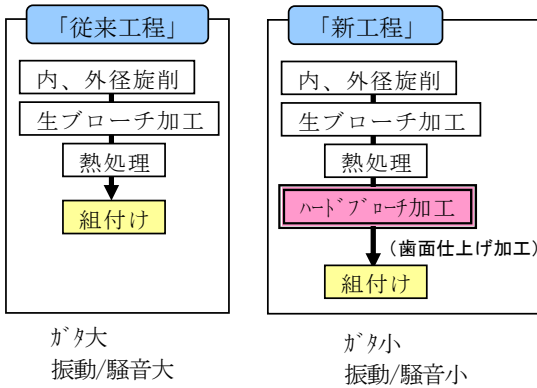 「従来工程」
内、外径旋削
生ブローチ加工
熱処理
組付け
ガタ大
振動/騒音大
「新工程」
内、外径旋削
生ブローチ加工
熱処理
ハードブローチ加工
(歯面仕上げ加工)
組付け
ガタ小
振動/騒音小